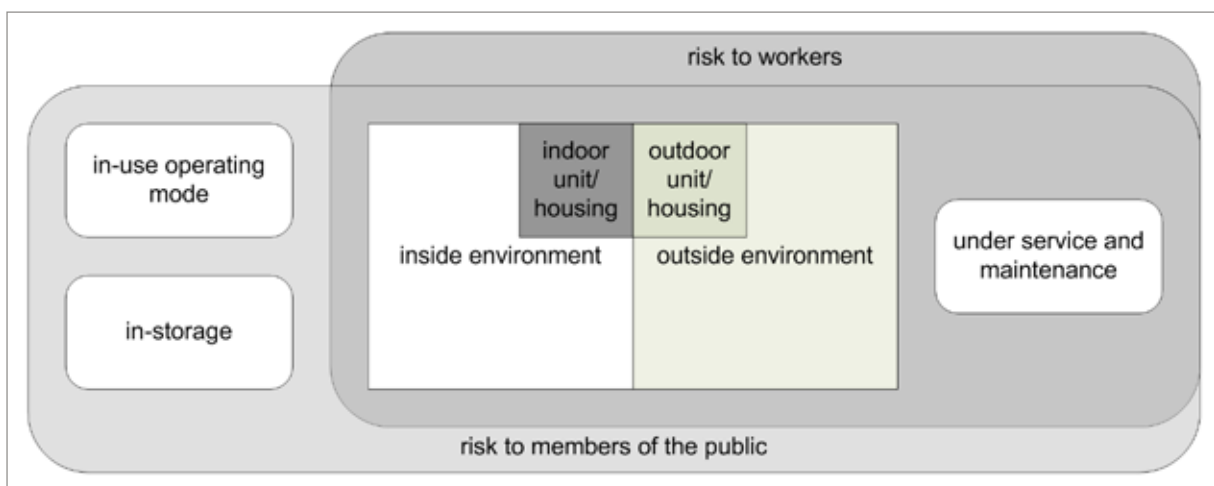 risk to workers
in-use operating
mode
indoor
unit/
housing
outdoor
unit/
housing
inside environment
outside environment
under service and
maintenance
in-storage
risk to members of the public